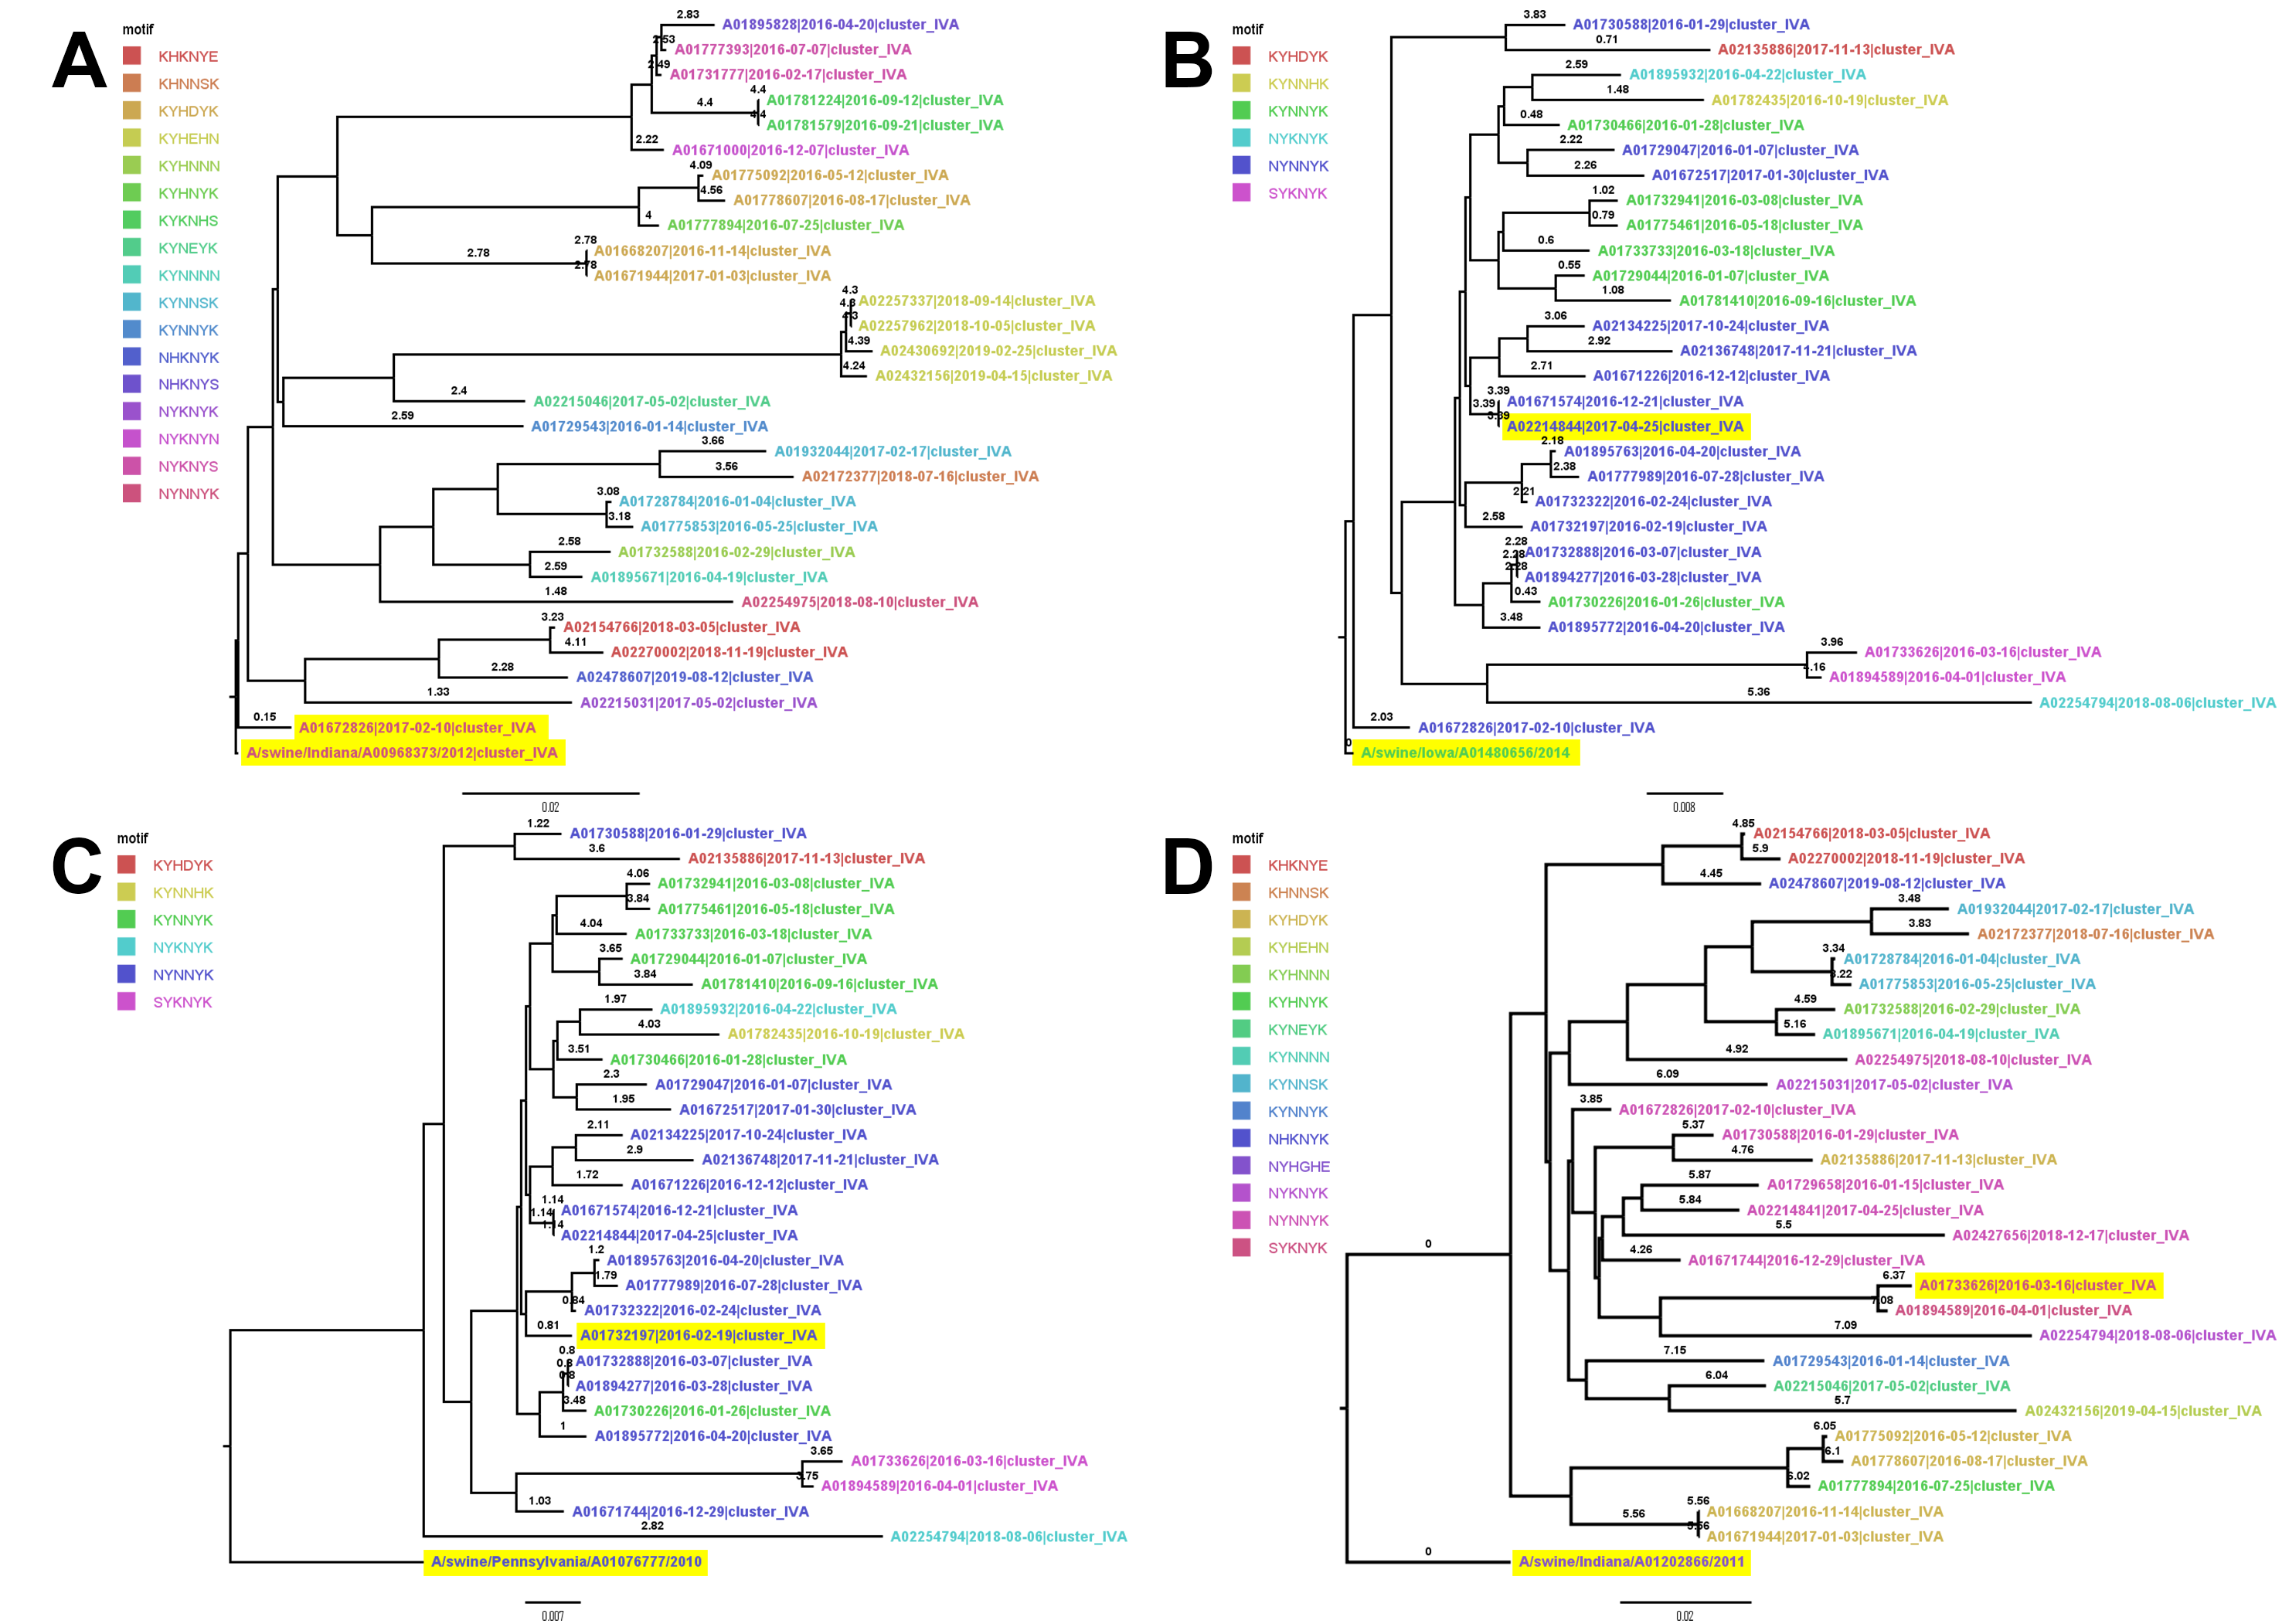 A
motif
KHKNYE
KHNNSK
KYHDYK
KYHEHN
KYHNNN
KYHNYK
KYKNHS
KYNEYK
KYNNNN
KYNNSK
KYNNYK
NHKNYK
NHKNYS
NYKNYK
NYKNYN
NYKNYS
NYNNYK
2.83
A01895828|2016-04-20|cluster_IVA
A01777393|2016-07-07|cluster_IVA
A01731777|2016-02-17|cluster_IVA
4.4
4.4
A01781224|2016-09-12|cluster_IVA
4.4
A01781579|2016-09-21|cluster_IVA
2.22
A01671000|2016-12-07|cluster_IVA
4.09
A01775092|2016-05-12|cluster_IVA
4.56
A01778607|2016-08-17|cluster_IVA
4
A01777894|2016-07-25|cluster_IVA
2.78
2.78
A01668207|2016-11-14|cluster_IVA
2.78
A01671944|2017-01-03|cluster_IVA
4.3
4.3
A02257337|2018-09-14|cluster_IVA
4.3
A02257962|2018-10-05|cluster_IVA
4.39
A02430692|2019-02-25|cluster_IVA
4.24
A02432156|2019-04-15|cluster_IVA
2.4
A02215046|2017-05-02|cluster_IVA
2.59
A01729543|2016-01-14|cluster_IVA
3.66
A01932044|2017-02-17|cluster_IVA
3.56
A02172377|2018-07-16|cluster_IVA
3.08
A01728784|2016-01-04|cluster_IVA
3.18
A01775853|2016-05-25|cluster_IVA
2.58
A01732588|2016-02-29|cluster_IVA
2.59
A01895671|2016-04-19|cluster_IVA
1.48
A02254975|2018-08-10|cluster_IVA
3.23
A02154766|2018-03-05|cluster_IVA
4.11
A02270002|2018-11-19|cluster_IVA
2.28
A02478607|2019-08-12|cluster_IVA
1.33
A02215031|2017-05-02|cluster_IVA
0.15
A01672826|2017-02-10|cluster_IVA
A/swine/Indiana/A00968373/2012|cluster_IVA
0.02
B
motif
KYHDYK
KYNNHK
KYNNYK
NYKNYK
NYNNYK
SYKNYK
3.83
A01730588|2016-01-29|cluster_IVA
0.71
A02135886|2017-11-13|cluster_IVA
2.59
A01895932|2016-04-22|cluster_IVA
1.48
A01782435|2016-10-19|cluster_IVA
0.48
A01730466|2016-01-28|cluster_IVA
2.22
A01729047|2016-01-07|cluster_IVA
2.26
A01672517|2017-01-30|cluster_IVA
1.02
A01732941|2016-03-08|cluster_IVA
0.79
A01775461|2016-05-18|cluster_IVA
0.6
A01733733|2016-03-18|cluster_IVA
0.55
A01729044|2016-01-07|cluster_IVA
1.08
A01781410|2016-09-16|cluster_IVA
3.06
A02134225|2017-10-24|cluster_IVA
2.92
A02136748|2017-11-21|cluster_IVA
2.71
A01671226|2016-12-12|cluster_IVA
3.39
3.39
A01671574|2016-12-21|cluster_IVA
3.39
A02214844|2017-04-25|cluster_IVA
2.18
A01895763|2016-04-20|cluster_IVA
2.38
A01777989|2016-07-28|cluster_IVA
2.21
A01732322|2016-02-24|cluster_IVA
2.58
A01732197|2016-02-19|cluster_IVA
2.28
2.28
A01732888|2016-03-07|cluster_IVA
2.28
A01894277|2016-03-28|cluster_IVA
0.43
A01730226|2016-01-26|cluster_IVA
3.48
A01895772|2016-04-20|cluster_IVA
3.96
A01733626|2016-03-16|cluster_IVA
4.16
A01894589|2016-04-01|cluster_IVA
5.36
A02254794|2018-08-06|cluster_IVA
2.03
A01672826|2017-02-10|cluster_IVA
0
A/swine/Iowa/A01480656/2014
0.008
C
motif
KYHDYK
KYNNHK
KYNNYK
NYKNYK
NYNNYK
SYKNYK
1.22
A01730588|2016-01-29|cluster_IVA
3.6
A02135886|2017-11-13|cluster_IVA
4.06
A01732941|2016-03-08|cluster_IVA
3.84
A01775461|2016-05-18|cluster_IVA
4.04
A01733733|2016-03-18|cluster_IVA
3.65
A01729044|2016-01-07|cluster_IVA
3.84
A01781410|2016-09-16|cluster_IVA
1.97
A01895932|2016-04-22|cluster_IVA
4.03
A01782435|2016-10-19|cluster_IVA
3.51
A01730466|2016-01-28|cluster_IVA
2.3
A01729047|2016-01-07|cluster_IVA
1.95
A01672517|2017-01-30|cluster_IVA
2.11
A02134225|2017-10-24|cluster_IVA
2.9
A02136748|2017-11-21|cluster_IVA
1.72
A01671226|2016-12-12|cluster_IVA
1.14
1.14
A01671574|2016-12-21|cluster_IVA
1.14
A02214844|2017-04-25|cluster_IVA
1.2
A01895763|2016-04-20|cluster_IVA
1.79
A01777989|2016-07-28|cluster_IVA
0.84
A01732322|2016-02-24|cluster_IVA
0.81
A01732197|2016-02-19|cluster_IVA
0.8
0.8
A01732888|2016-03-07|cluster_IVA
0.8
A01894277|2016-03-28|cluster_IVA
3.48
A01730226|2016-01-26|cluster_IVA
1
A01895772|2016-04-20|cluster_IVA
3.65
A01733626|2016-03-16|cluster_IVA
3.75
A01894589|2016-04-01|cluster_IVA
1.03
A01671744|2016-12-29|cluster_IVA
2.82
A02254794|2018-08-06|cluster_IVA
A/swine/Pennsylvania/A01076777/2010
0.007
D
motif
KHKNYE
KHNNSK
KYHDYK
KYHEHN
KYHNNN
KYHNYK
KYNEYK
KYNNNN
KYNNSK
KYNNYK
NHKNYK
NYHGHE
NYKNYK
NYNNYK
SYKNYK
4.85
A02154766|2018-03-05|cluster_IVA
5.9
A02270002|2018-11-19|cluster_IVA
4.45
A02478607|2019-08-12|cluster_IVA
3.48
A01932044|2017-02-17|cluster_IVA
3.83
A02172377|2018-07-16|cluster_IVA
3.34
A01728784|2016-01-04|cluster_IVA
3.22
A01775853|2016-05-25|cluster_IVA
4.59
A01732588|2016-02-29|cluster_IVA
5.16
A01895671|2016-04-19|cluster_IVA
4.92
A02254975|2018-08-10|cluster_IVA
6.09
A02215031|2017-05-02|cluster_IVA
3.85
A01672826|2017-02-10|cluster_IVA
5.37
A01730588|2016-01-29|cluster_IVA
4.76
A02135886|2017-11-13|cluster_IVA
5.87
A01729658|2016-01-15|cluster_IVA
5.84
A02214841|2017-04-25|cluster_IVA
5.5
A02427656|2018-12-17|cluster_IVA
4.26
A01671744|2016-12-29|cluster_IVA
6.37
A01733626|2016-03-16|cluster_IVA
7.08
A01894589|2016-04-01|cluster_IVA
7.09
A02254794|2018-08-06|cluster_IVA
7.15
A01729543|2016-01-14|cluster_IVA
6.04
A02215046|2017-05-02|cluster_IVA
5.7
A02432156|2019-04-15|cluster_IVA
6.05
A01775092|2016-05-12|cluster_IVA
6.1
A01778607|2016-08-17|cluster_IVA
6.02
A01777894|2016-07-25|cluster_IVA
5.56
5.56
A01668207|2016-11-14|cluster_IVA
5.56
A01671944|2017-01-03|cluster_IVA
0
0
A/swine/Indiana/A01202866/2011
0.02